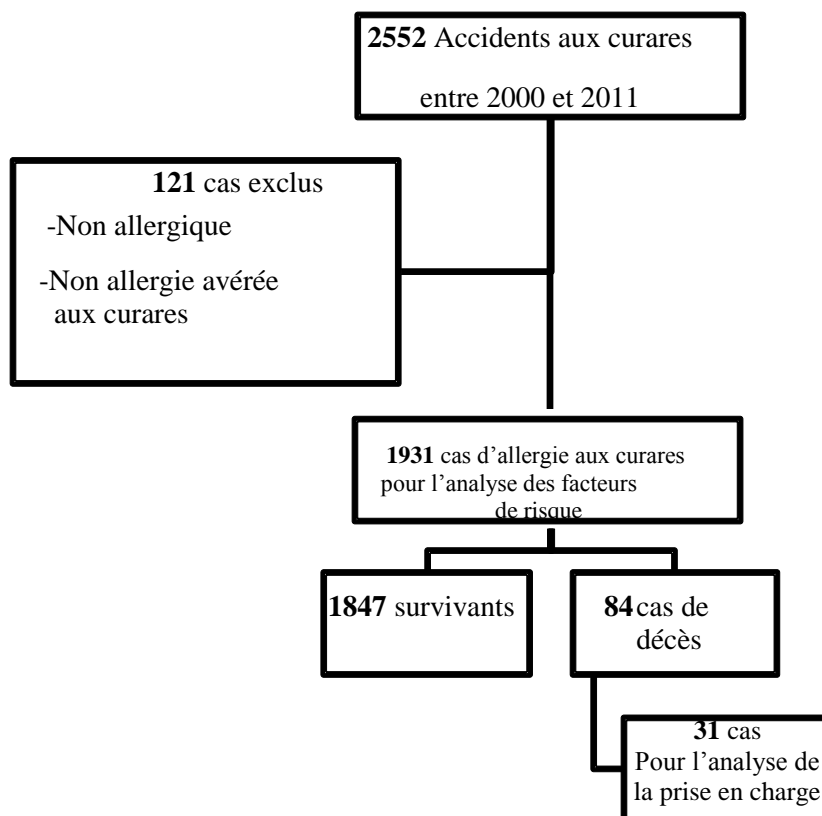 2552 Accidents aux curares
entre 2000 et 2011
121 cas exclus
-Non allergique
-Non allergie avérée
aux curares
1931 cas d’allergie aux curares
pour l’analyse des facteurs
de risque
1847 survivants
84 cas de
décès
31 cas
Pour l’analyse de
la prise en charge